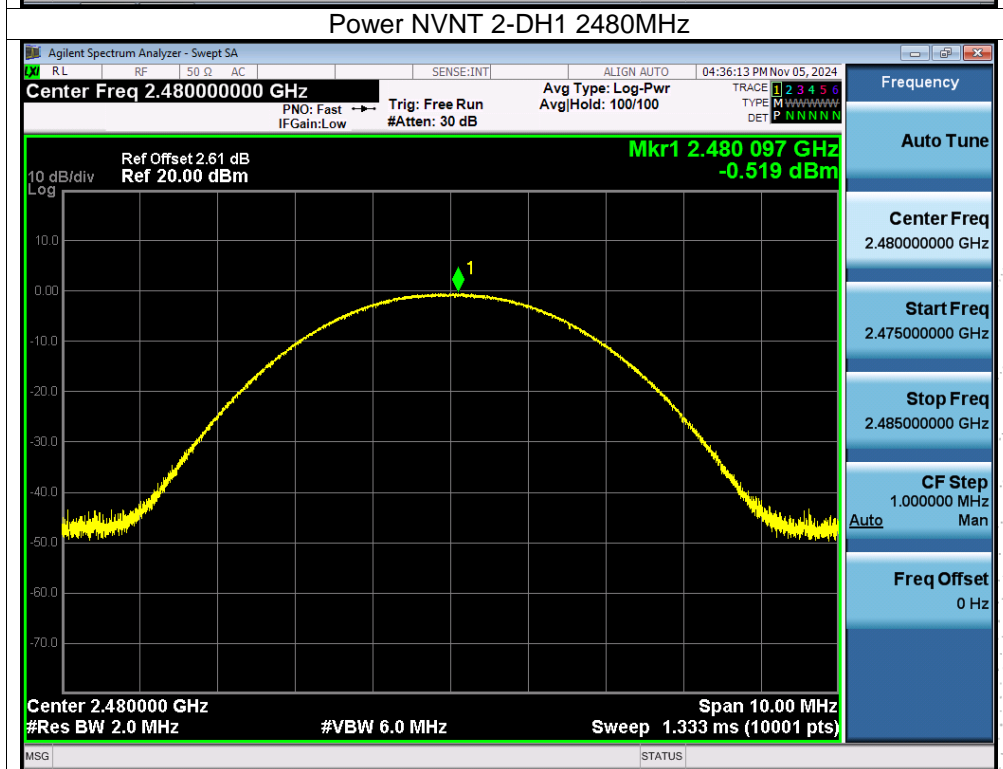 Power NVNT 2-DH1 2480MHz
Agilent Spectrum Analyzer - Swept SA
LXI RL RF 50 Ω AC SENSE:INT ALIGN AUTO 04:36:13 PM Nov 05, 2024
Center Freq 2.480000000 GHz
PNO: Fast
IFGain:Low
Trig: Free Run
#Atten: 30 dB
Avg Type: Log-Pwr
Avg|Hold: 100/100
TRACE 1 2 3 4 5 6
TYPE M WWWWW
DET P N N N N N
Ref Offset 2.61 dB
Ref 20.00 dBm
10 dB/div
Log
Mkr1 2.480 097 GHz
-0.519 dBm
1
10.0
0.00
-10.0
-20.0
-30.0
-40.0
-50.0
-60.0
-70.0
Center 2.480000 GHz
Span 10.00 MHz
#Res BW 2.0 MHz
#VBW 6.0 MHz
Sweep 1.333 ms (10001 pts)
MSG
STATUS
Frequency
Auto Tune
Center Freq
2.480000000 GHz
Start Freq
2.475000000 GHz
Stop Freq
2.485000000 GHz
CF Step
1.000000 MHz
Auto Man
Freq Offset
0 Hz